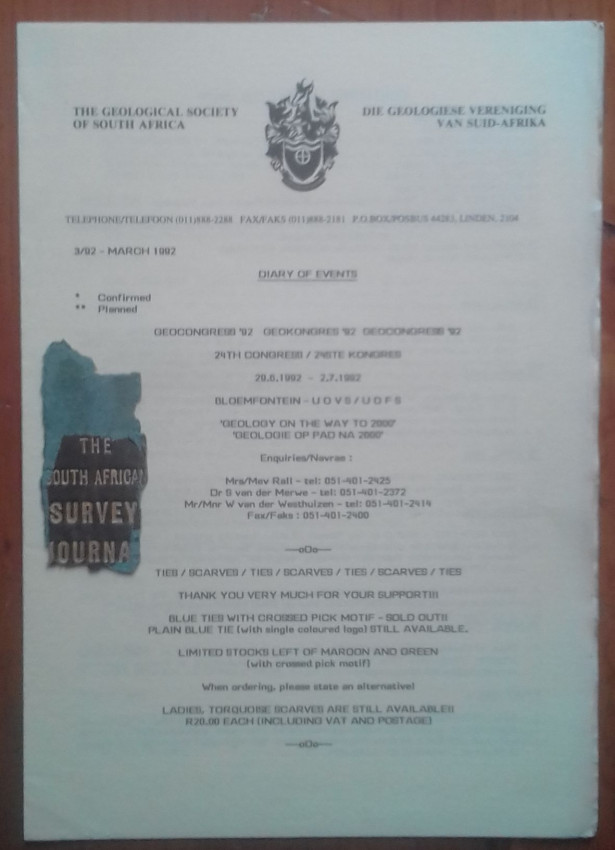 THE GEOLOGICAL SOCIETY
OF SOUTH AFRICA
DIE GEOLOGIESE VERENIGING
VAN SUID-AFRIKA
TELEPHONE/TELEFOON (011)888-2288 FAX/FAKS (011)888-2181 P.O.BOX/POSBUS 44283, LINDEN, 2104
3/92 - MARCH 1992
DIARY OF EVENTS
* Confirmed
** Planned
GEOCONGRESS '92 GEOKONGRES '92 GEOCONGRESS '92
24TH CONGRESS / 24STE KONGRES
29.6.1992 - 2.7.1992
BLOEMFONTEIN - U O V S / U O F S
'GEOLOGY ON THE WAY TO 2000'
'GEOLOGIE OP PAD NA 2000'
Enquiries/Navrae :
Mrs/Mev Rall - tel: 051-401-2425
Dr S van der Merwe - tel: 051-401-2372
Mr/Mnr W van der Westhuizen - tel: 051-401-2414
Fax/Faks : 051-401-2400
---oOo---
THE
SOUTH AFRICA
SURVEY
JOURNA
TIES / SCARVES / TIES / SCARVES / TIES / SCARVES / TIES
THANK YOU VERY MUCH FOR YOUR SUPPORT!!!
BLUE TIES WITH CROSSED PICK MOTIF - SOLD OUT!!
PLAIN BLUE TIE (with single coloured logo) STILL AVAILABLE.
LIMITED STOCKS LEFT OF MAROON AND GREEN
(with crossed pick motif)
When ordering, please state an alternative!
LADIES, TORQUOISE SCARVES ARE STILL AVAILABLE!!
R20.00 EACH (INCLUDING VAT AND POSTAGE)
---oOo---